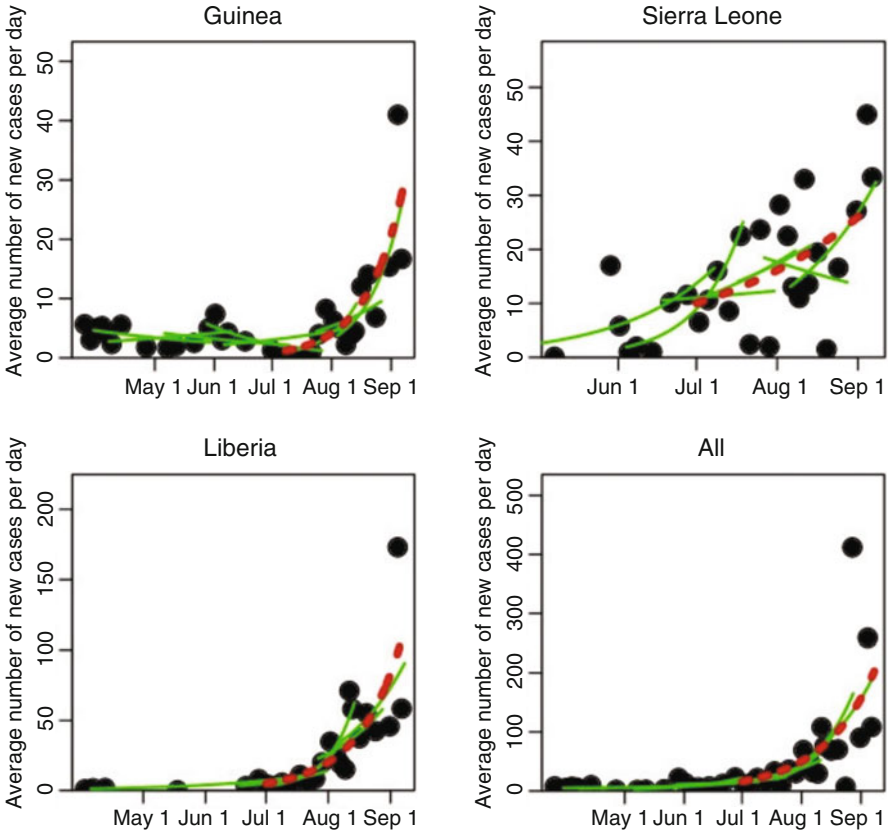 Guinea
Average number of new cases per day
50
40
30
20
10
0
May 1 Jun 1 Jul 1 Aug 1 Sep 1
Sierra Leone
Average number of new cases per day
50
40
30
20
10
0
Jun 1 Jul 1 Aug 1 Sep 1
Liberia
Average number of new cases per day
200
150
100
50
0
May 1 Jun 1 Jul 1 Aug 1 Sep 1
All
Average number of new cases per day
500
400
300
200
100
0
May 1 Jun 1 Jul 1 Aug 1 Sep 1